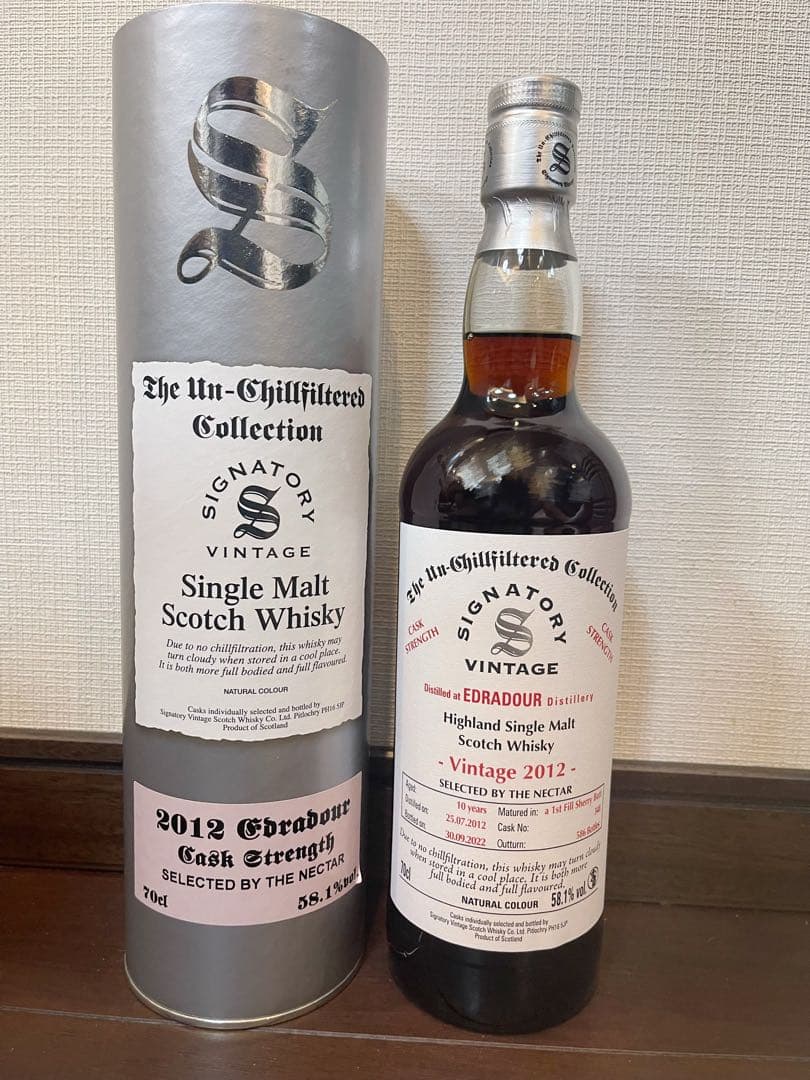 The Un-Chillfiltered
Collection
SIGNATORY
S
VINTAGE
Single Malt
Scotch Whisky
Due to no chillfiltration, this whisky may
turn cloudy when stored in a cool place.
It is both more full bodied and full flavoured.
NATURAL COLOUR
Casks individually selected and bottled by
Signatory Vintage Scotch Whisky Co. Ltd. Pitlochry PH16 5JP
Product of Scotland
2012 Edradour
Cask Strength
SELECTED BY THE NECTAR
70cl 58.1%vol.
The Un-Chillfiltered Collection
CASK STRENGTH
SIGNATORY
S
VINTAGE
CASK STRENGTH
Distilled at EDRADOUR Distillery
Highland Single Malt
Scotch Whisky
- Vintage 2012 -
SELECTED BY THE NECTAR
Aged: 10 years Matured in: a 1st Fill Sherry Butt
Distilled on: 25.07.2012 Cask No:
Bottled on: 30.09.2022 Outturn: 586 Bottles
Due to no chillfiltration, this whisky may turn cloudy
when stored in a cool place. It is both more
full bodied and full flavoured.
70cl NATURAL COLOUR 58.1% vol.
Casks individually selected and bottled by
Signatory Vintage Scotch Whisky Co. Ltd. Pitlochry PH16 5JP
Product of Scotland